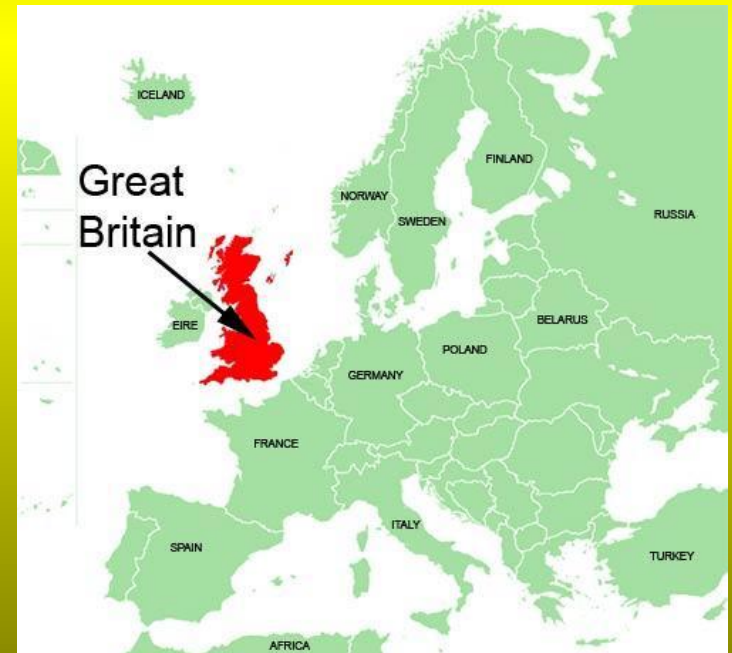 ICELAND
Great
Britain
FINLAND
NORWAY
SWEDEN
RUSSIA
EIRE
BELARUS
POLAND
GERMANY
FRANCE
ITALY
SPAIN
TURKEY
AFRICA